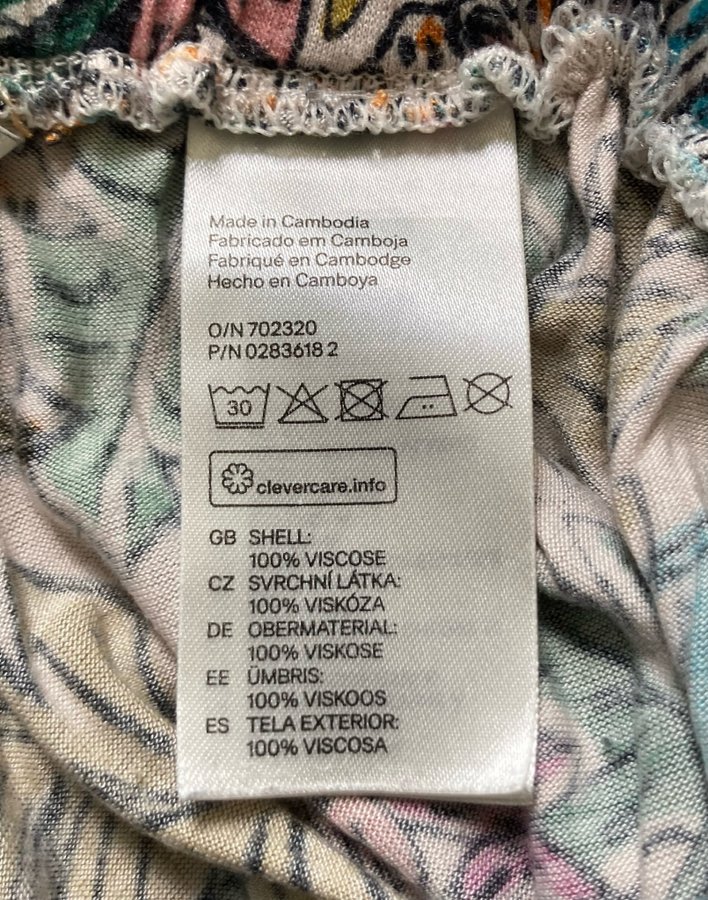 Made in Cambodia
Fabricado em Camboja
Fabriqué en Cambodge
Hecho en Camboya
O/N 702320
P/N 0283618 2
30
clevercare.info
GB SHELL:
100% VISCOSE
CZ SVRCHNÍ LÁTKA:
100% VISKÓZA
DE OBERMATERIAL:
100% VISKOSE
EE ÜMBRIS:
100% VISKOOS
ES TELA EXTERIOR:
100% VISCOSA